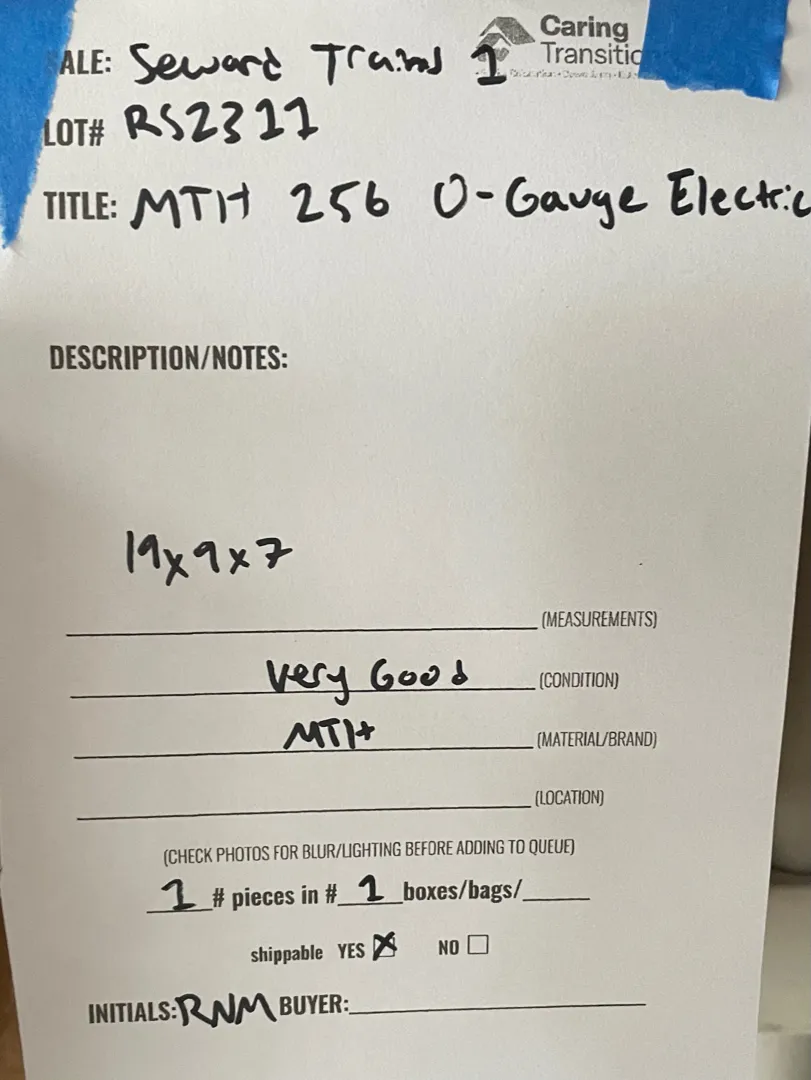 Caring
Transitio
SALE: Seward Trains 1
LOT# RS2311
TITLE: MTH 256 O-Gauge Electric
DESCRIPTION/NOTES:
19x9x7
(MEASUREMENTS)
Very Good (CONDITION)
MTH (MATERIAL/BRAND)
(LOCATION)
(CHECK PHOTOS FOR BLUR/LIGHTING BEFORE ADDING TO QUEUE)
1 # pieces in # 1 boxes/bags/
shippable YES NO
INITIALS: RNM BUYER: